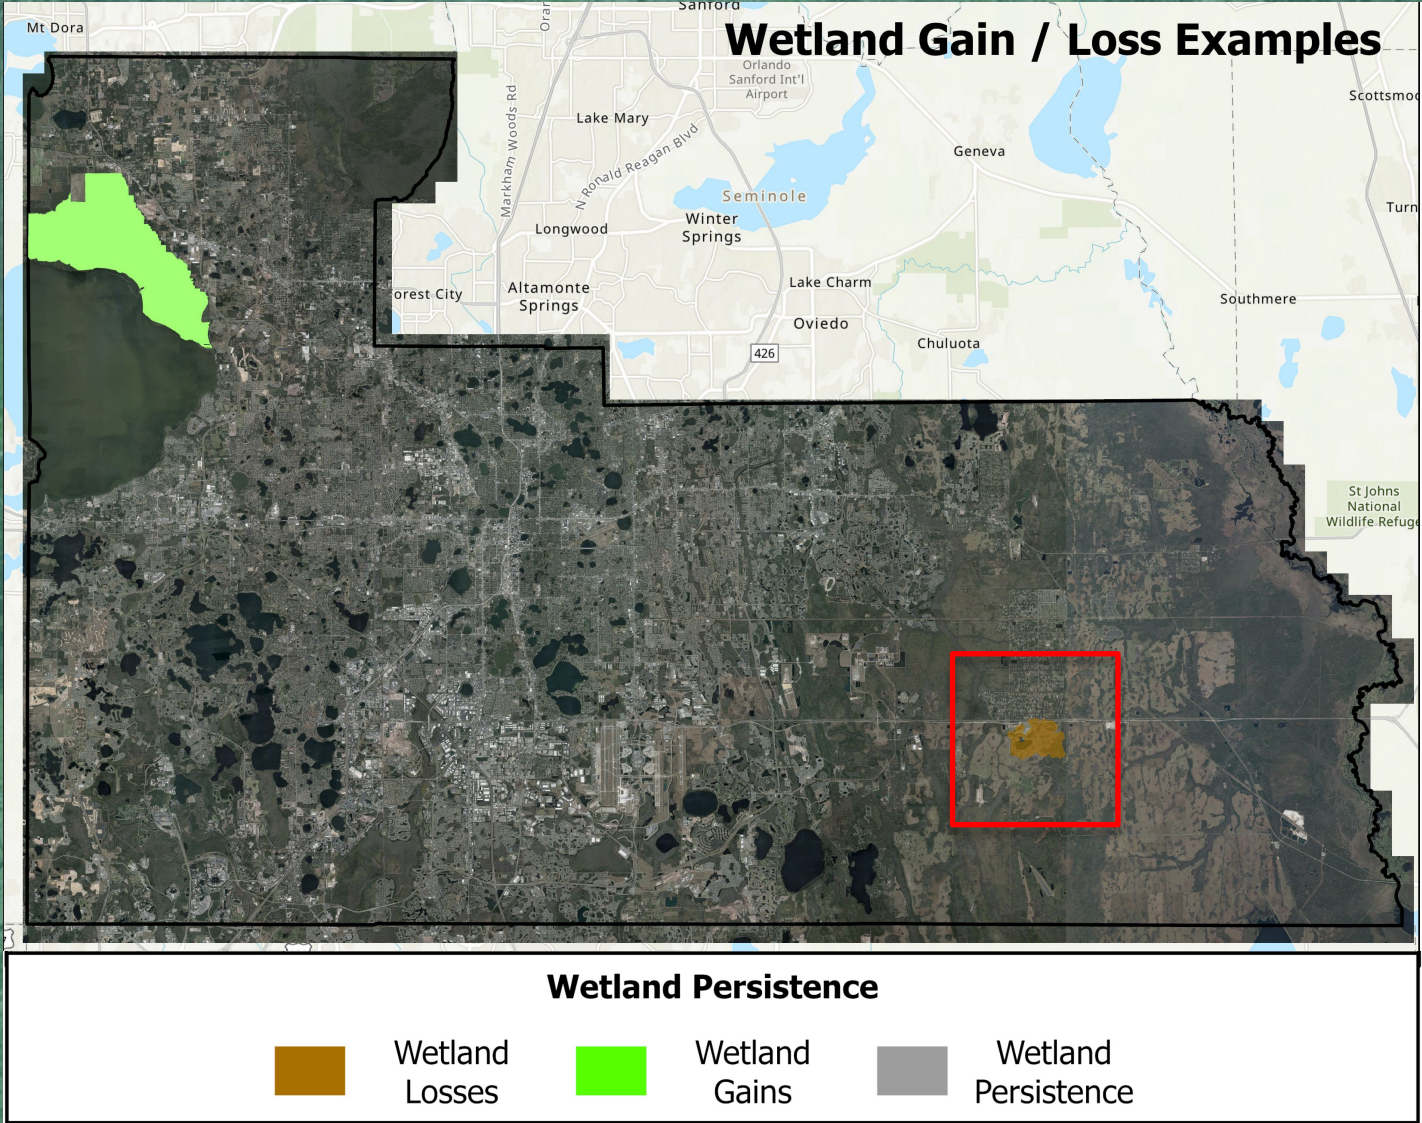 Sanford
Wetland Gain / Loss Examples
Mt Dora
Orlando
Sanford Int'l
Airport
Scottsmoo
Markham Woods Rd
Lake Mary
N Ronald Reagan Blvd
Geneva
Seminole
Turn
Winter
Springs
Longwood
Lake Charm
Altamonte
Springs
orest City
Southmere
Oviedo
Chuluota
426
St Johns
National
Wildlife Refuge
Wetland Persistence
Wetland
Losses
Wetland
Gains
Wetland
Persistence